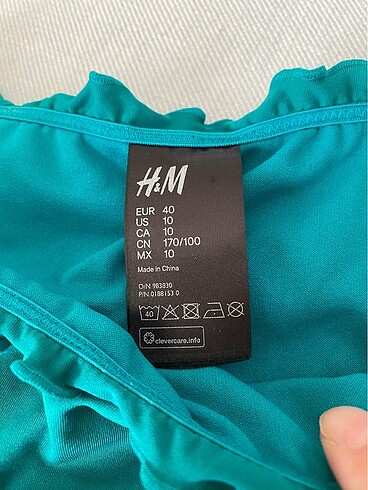 H&M
EUR 40
US 10
CA 10
CN 170/100
MX 10
Made in China
O/N 983830
P/N 0188153 0
40
clevercare.info